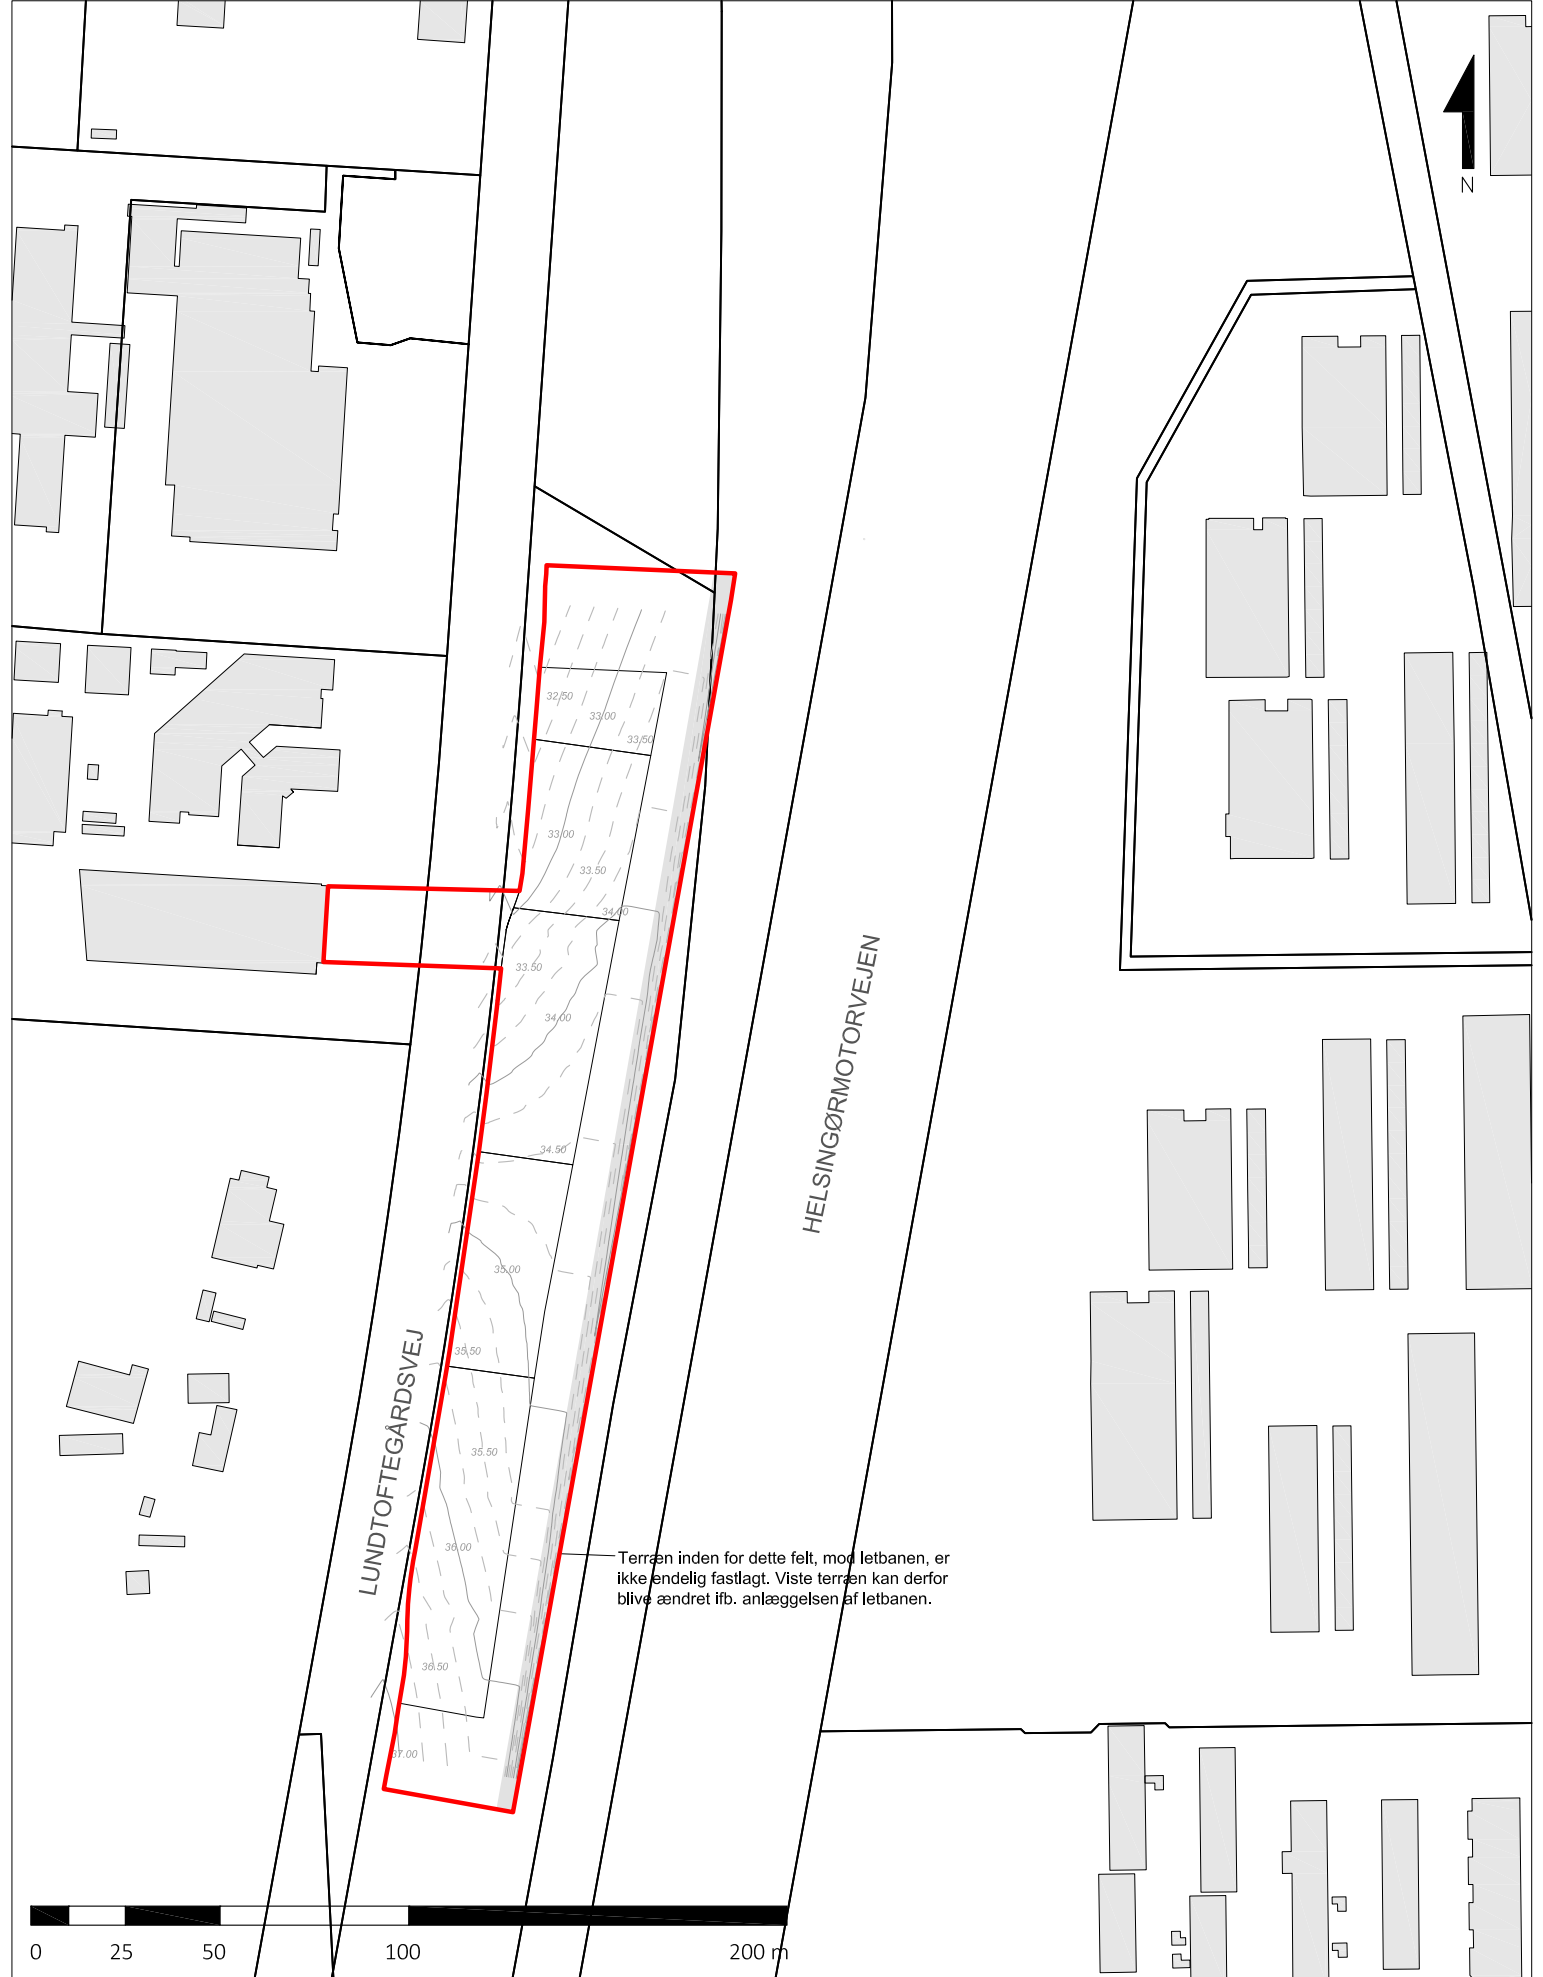 N
32.50
33.00
33.50
33.00
33.50
34.00
33.50
34.00
34.50
35.00
35.50
35.50
36.00
36.50
37.00
HELSINGØRMOTORVEJEN
LUNDTOFTEGÅRDSVEJ
Terræn inden for dette felt, mod letbanen, er
ikke endelig fastlagt. Viste terræn kan derfor
blive ændret ifb. anlæggelsen af letbanen.
0 25 50 100 200 m